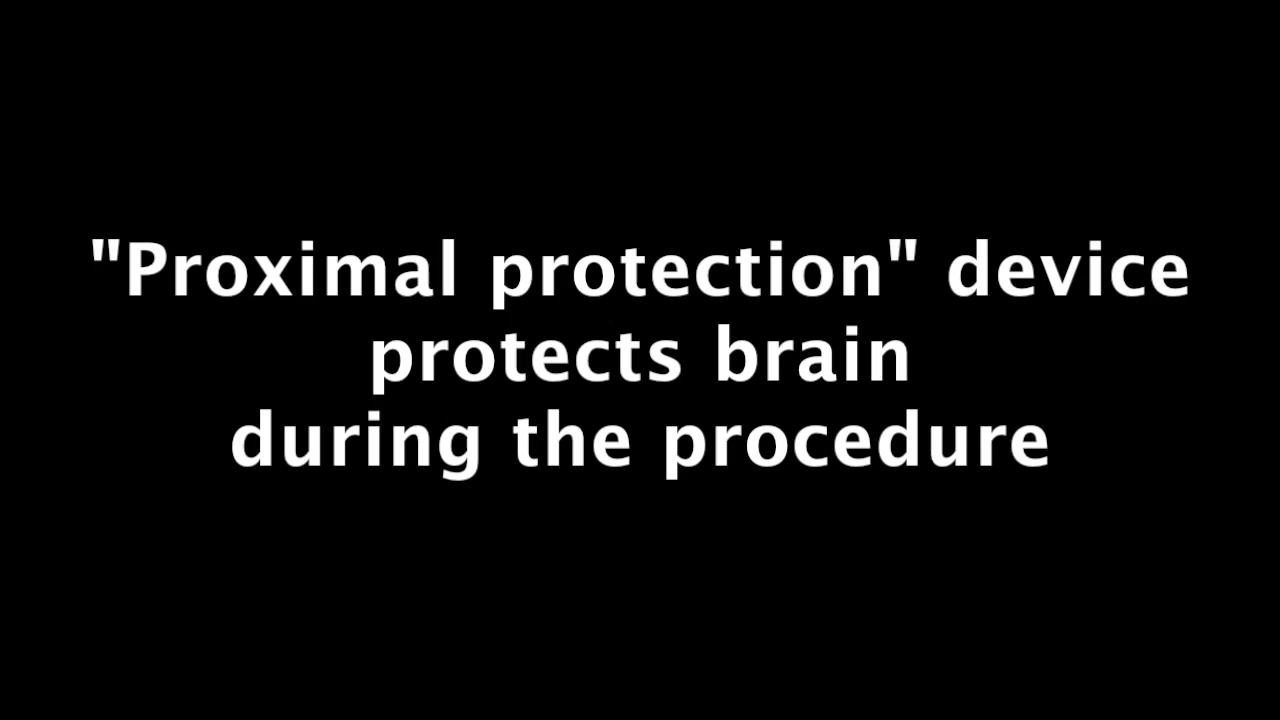 "Proximal protection" device
protects brain
during the procedure